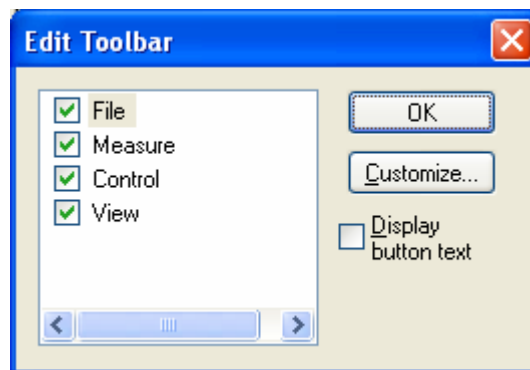 Edit Toolbar
File
Measure
Control
View
OK
Customize...
Display
button text